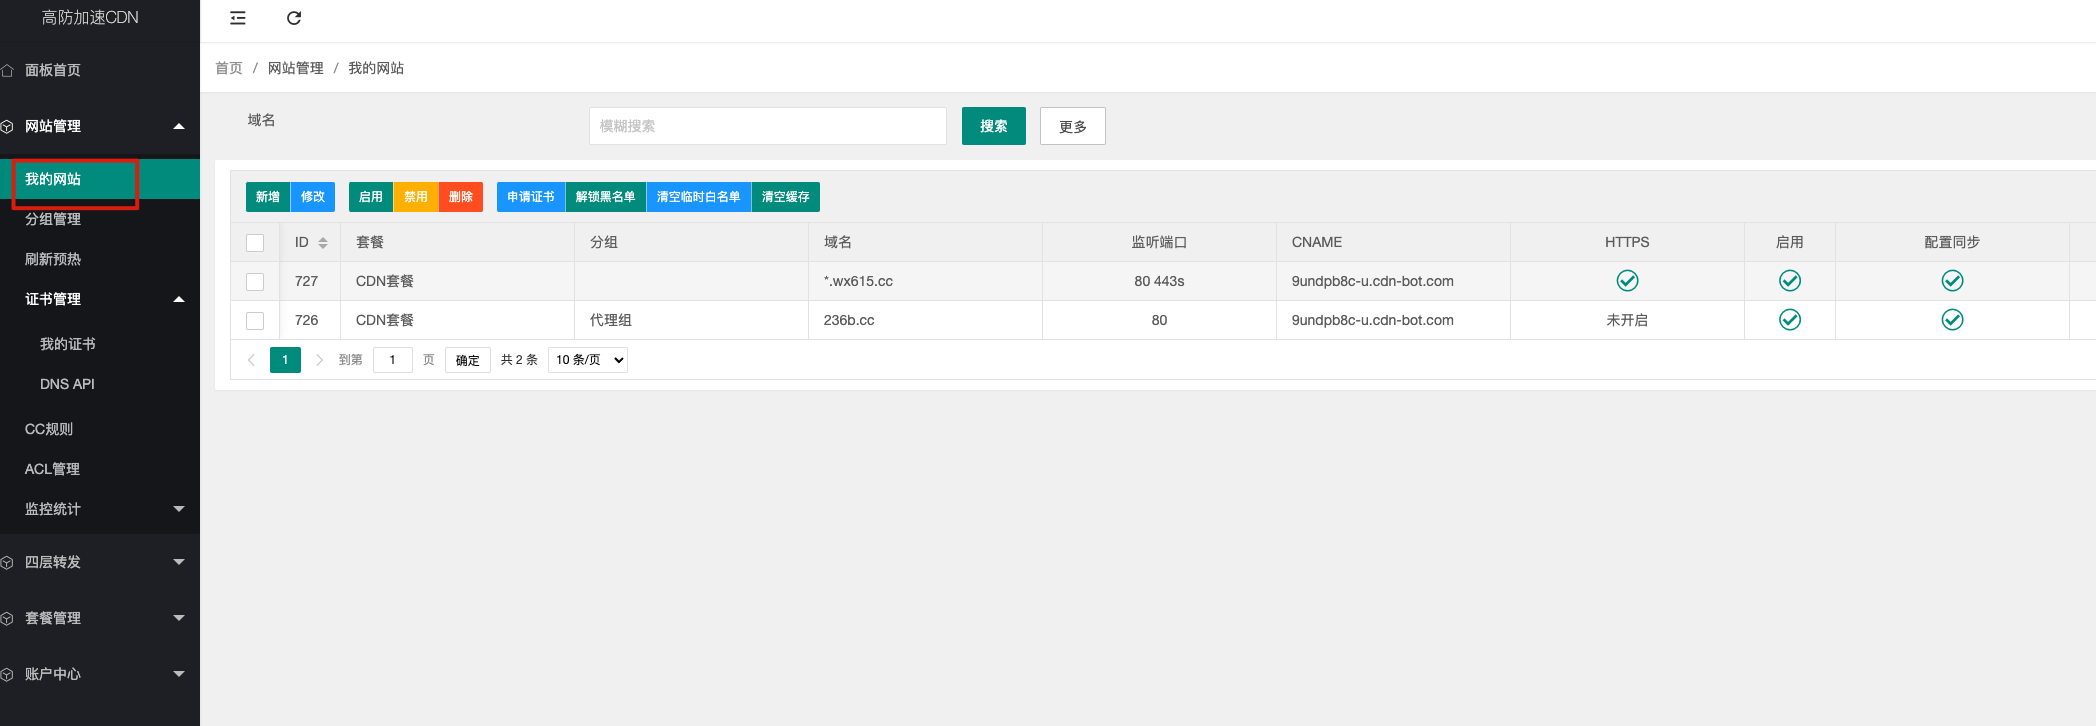 高防加速CDN
面板首页
网站管理
我的网站
分组管理
刷新预热
证书管理
我的证书
DNS API
CC规则
ACL管理
监控统计
四层转发
套餐管理
账户中心
首页 / 网站管理 / 我的网站
域名 模糊搜索 搜索 更多
新增 修改 启用 禁用 删除 申请证书 解锁黑名单 清空临时白名单 清空缓存
ID 套餐 分组 域名 监听端口 CNAME HTTPS 启用 配置同步
727 CDN套餐 *.wx615.cc 80 443s 9undpb8c-u.cdn-bot.com
726 CDN套餐 代理组 236b.cc 80 9undpb8c-u.cdn-bot.com 未开启
1 到第 1 页 确定 共 2 条 10 条/页